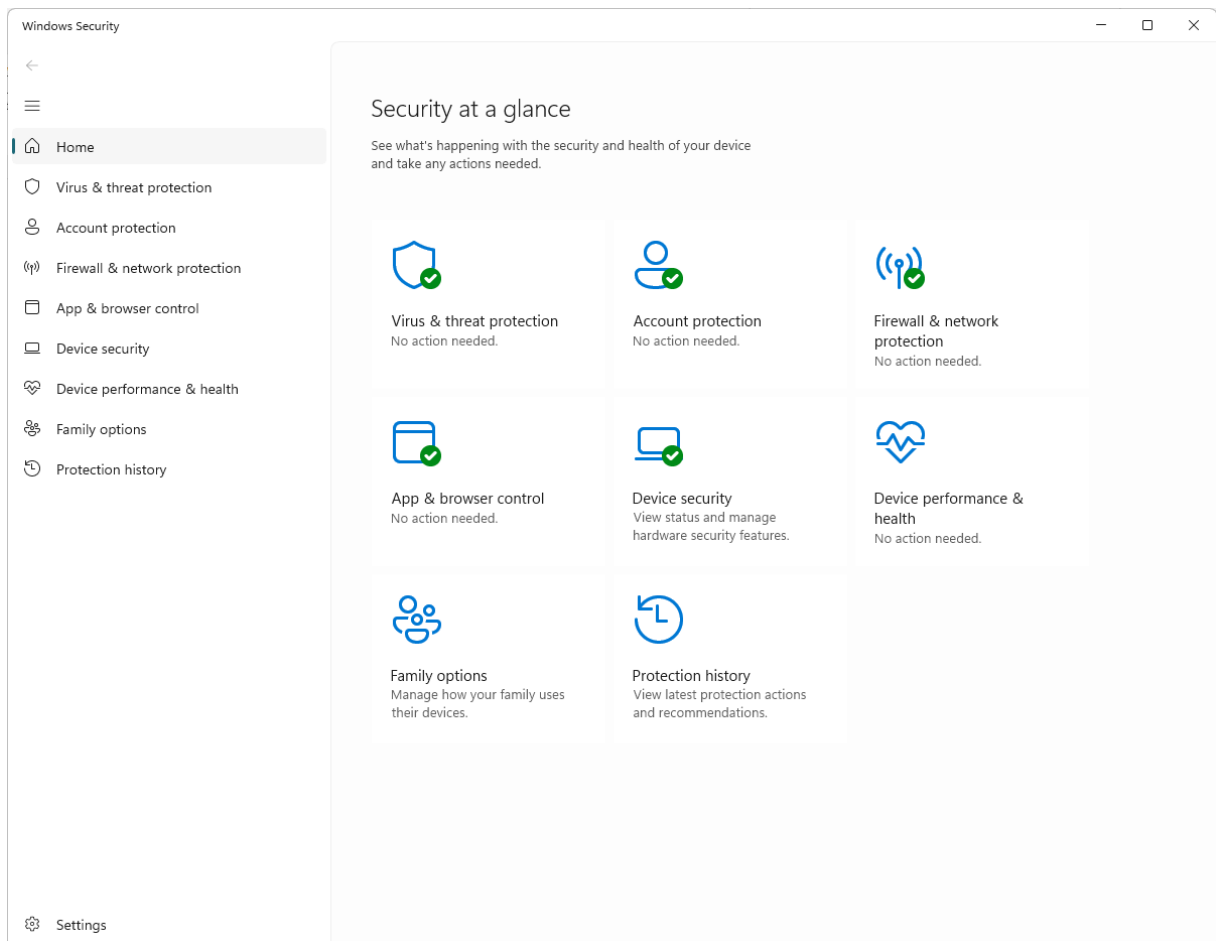 Windows Security
Home
Virus & threat protection
Account protection
Firewall & network protection
App & browser control
Device security
Device performance & health
Family options
Protection history
Settings
Security at a glance
See what's happening with the security and health of your device
and take any actions needed.
Virus & threat protection
No action needed.
Account protection
No action needed.
Firewall & network
protection
No action needed.
App & browser control
No action needed.
Device security
View status and manage
hardware security features.
Device performance &
health
No action needed.
Family options
Manage how your family uses
their devices.
Protection history
View latest protection actions
and recommendations.